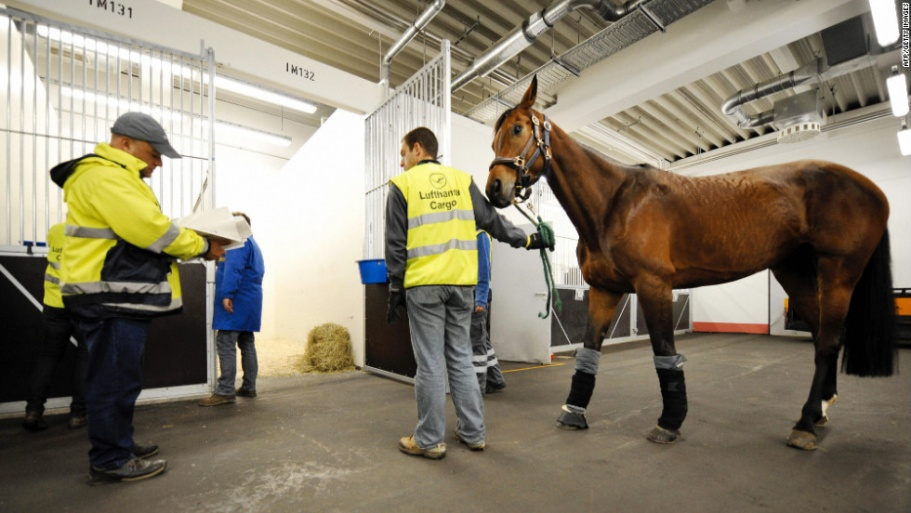 IM131
IM132
Lufthansa
Cargo
AFP/GETTY IMAGES